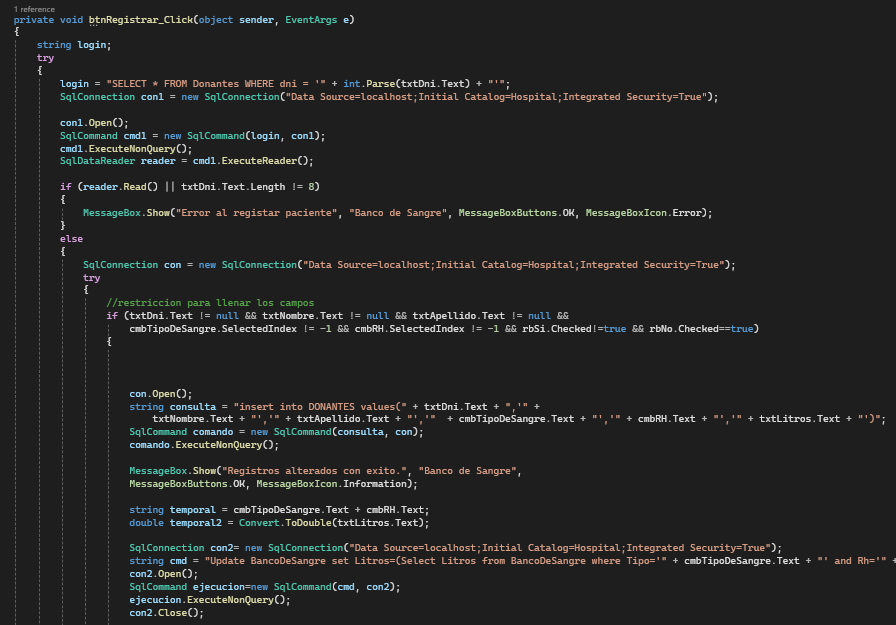 1 reference
private void btnRegistrar_Click(object sender, EventArgs e)
{
string login;
try
{
login = "SELECT * FROM Donantes WHERE dni = '" + int.Parse(txtDni.Text) + "'";
SqlConnection con1 = new SqlConnection("Data Source=localhost;Initial Catalog=Hospital;Integrated Security=True");
con1.Open();
SqlCommand cmd1 = new SqlCommand(login, con1);
cmd1.ExecuteNonQuery();
SqlDataReader reader = cmd1.ExecuteReader();
if (reader.Read() || txtDni.Text.Length != 8)
{
MessageBox.Show("Error al registar paciente", "Banco de Sangre", MessageBoxButtons.OK, MessageBoxIcon.Error);
}
else
{
SqlConnection con = new SqlConnection("Data Source=localhost;Initial Catalog=Hospital;Integrated Security=True");
try
{
//restriccion para llenar los campos
if (txtDni.Text != null && txtNombre.Text != null && txtApellido.Text != null &&
cmbTipoDeSangre.SelectedIndex != -1 && cmbRH.SelectedIndex != -1 && rbSi.Checked!=true && rbNo.Checked==true)
{
con.Open();
string consulta = "insert into DONANTES values(" + txtDni.Text + ",'" +
txtNombre.Text + "','" + txtApellido.Text + "','" + cmbTipoDeSangre.Text + "','" + cmbRH.Text + "','" + txtLitros.Text + "')";
SqlCommand comando = new SqlCommand(consulta, con);
comando.ExecuteNonQuery();
MessageBox.Show("Registros alterados con exito.", "Banco de Sangre",
MessageBoxButtons.OK, MessageBoxIcon.Information);
string temporal = cmbTipoDeSangre.Text + cmbRH.Text;
double temporal2 = Convert.ToDouble(txtLitros.Text);
SqlConnection con2= new SqlConnection("Data Source=localhost;Initial Catalog=Hospital;Integrated Security=True");
string cmd = "Update BancoDeSangre set Litros=(Select Litros from BancoDeSangre where Tipo='" + cmbTipoDeSangre.Text + "' and Rh='" +
con2.Open();
SqlCommand ejecucion=new SqlCommand(cmd, con2);
ejecucion.ExecuteNonQuery();
con2.Close();